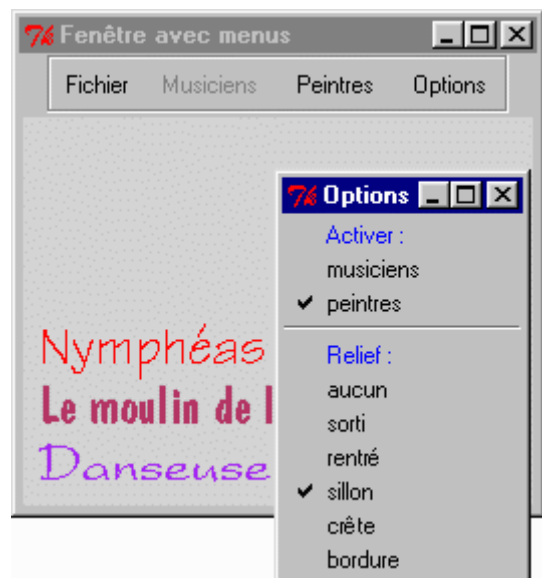 Fenêtre avec menus
Fichier Musiciens Peintres Options
Options
Activer :
musiciens
peintres
Relief :
aucun
sorti
rentré
sillon
crête
bordure
Nymphéas
Le moulin de l
Danseuse